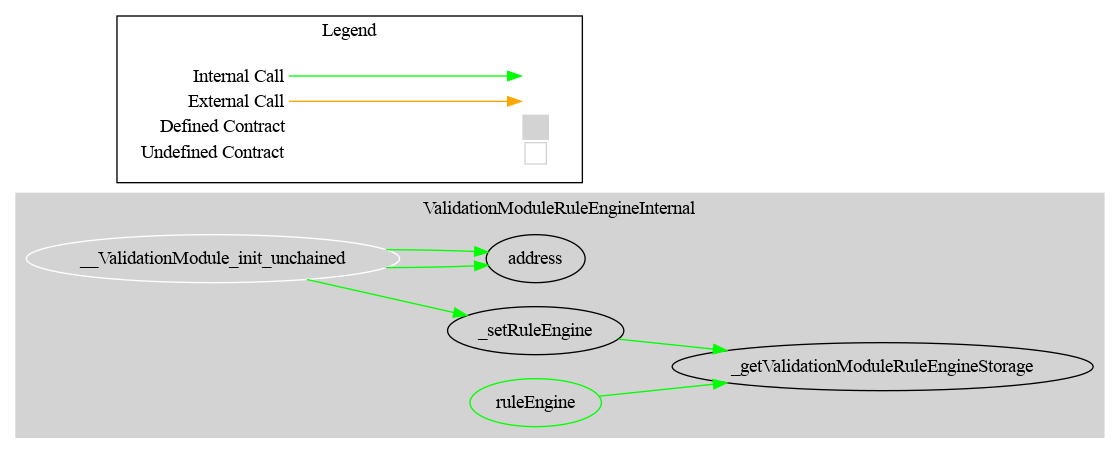 Legend
Internal Call
External Call
Defined Contract
Undefined Contract
ValidationModuleRuleEngineInternal
__ValidationModule_init_unchained
address
_setRuleEngine
_getValidationModuleRuleEngineStorage
ruleEngine